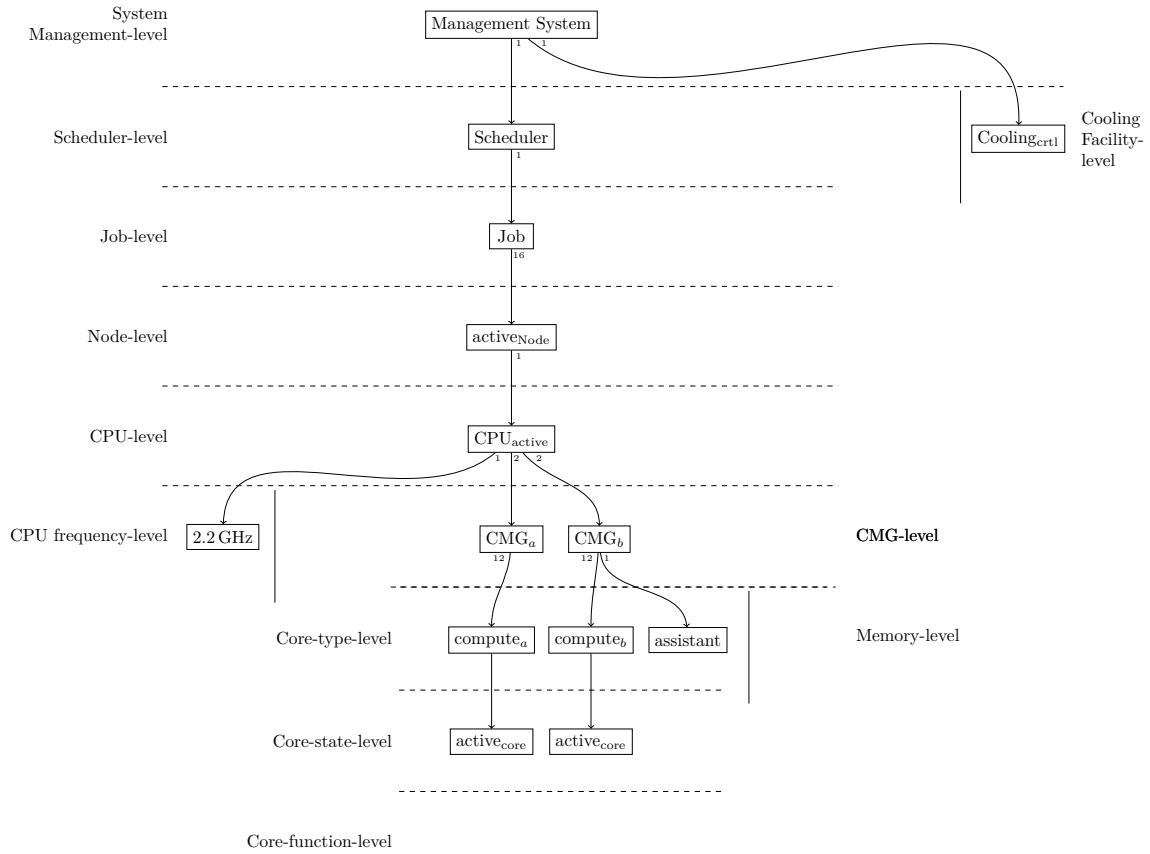 System
Management-level
Management System
1 1
Cooling
Facility-
level
Scheduler-level
Scheduler
Cooling_crtl
1
Job-level
Job
16
Node-level
active_Node
1
CPU-level
CPU_active
1 2 2
CPU frequency-level
2.2 GHz
CMG_a
CMG_b
CMG-level
12 12 1
Core-type-level
compute_a
compute_b
assistant
Memory-level
Core-state-level
active_core
active_core
Core-function-level